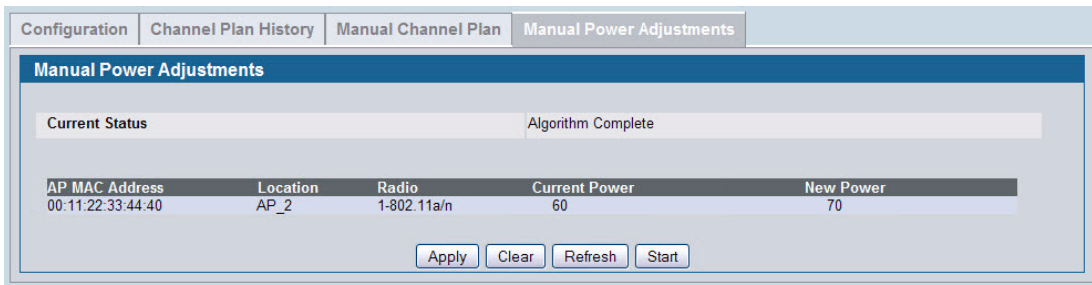 Configuration Channel Plan History Manual Channel Plan Manual Power Adjustments
Manual Power Adjustments
Current Status Algorithm Complete
AP MAC Address Location Radio Current Power New Power
00:11:22:33:44:40 AP_2 1-802.11a/n 60 70
Apply Clear Refresh Start